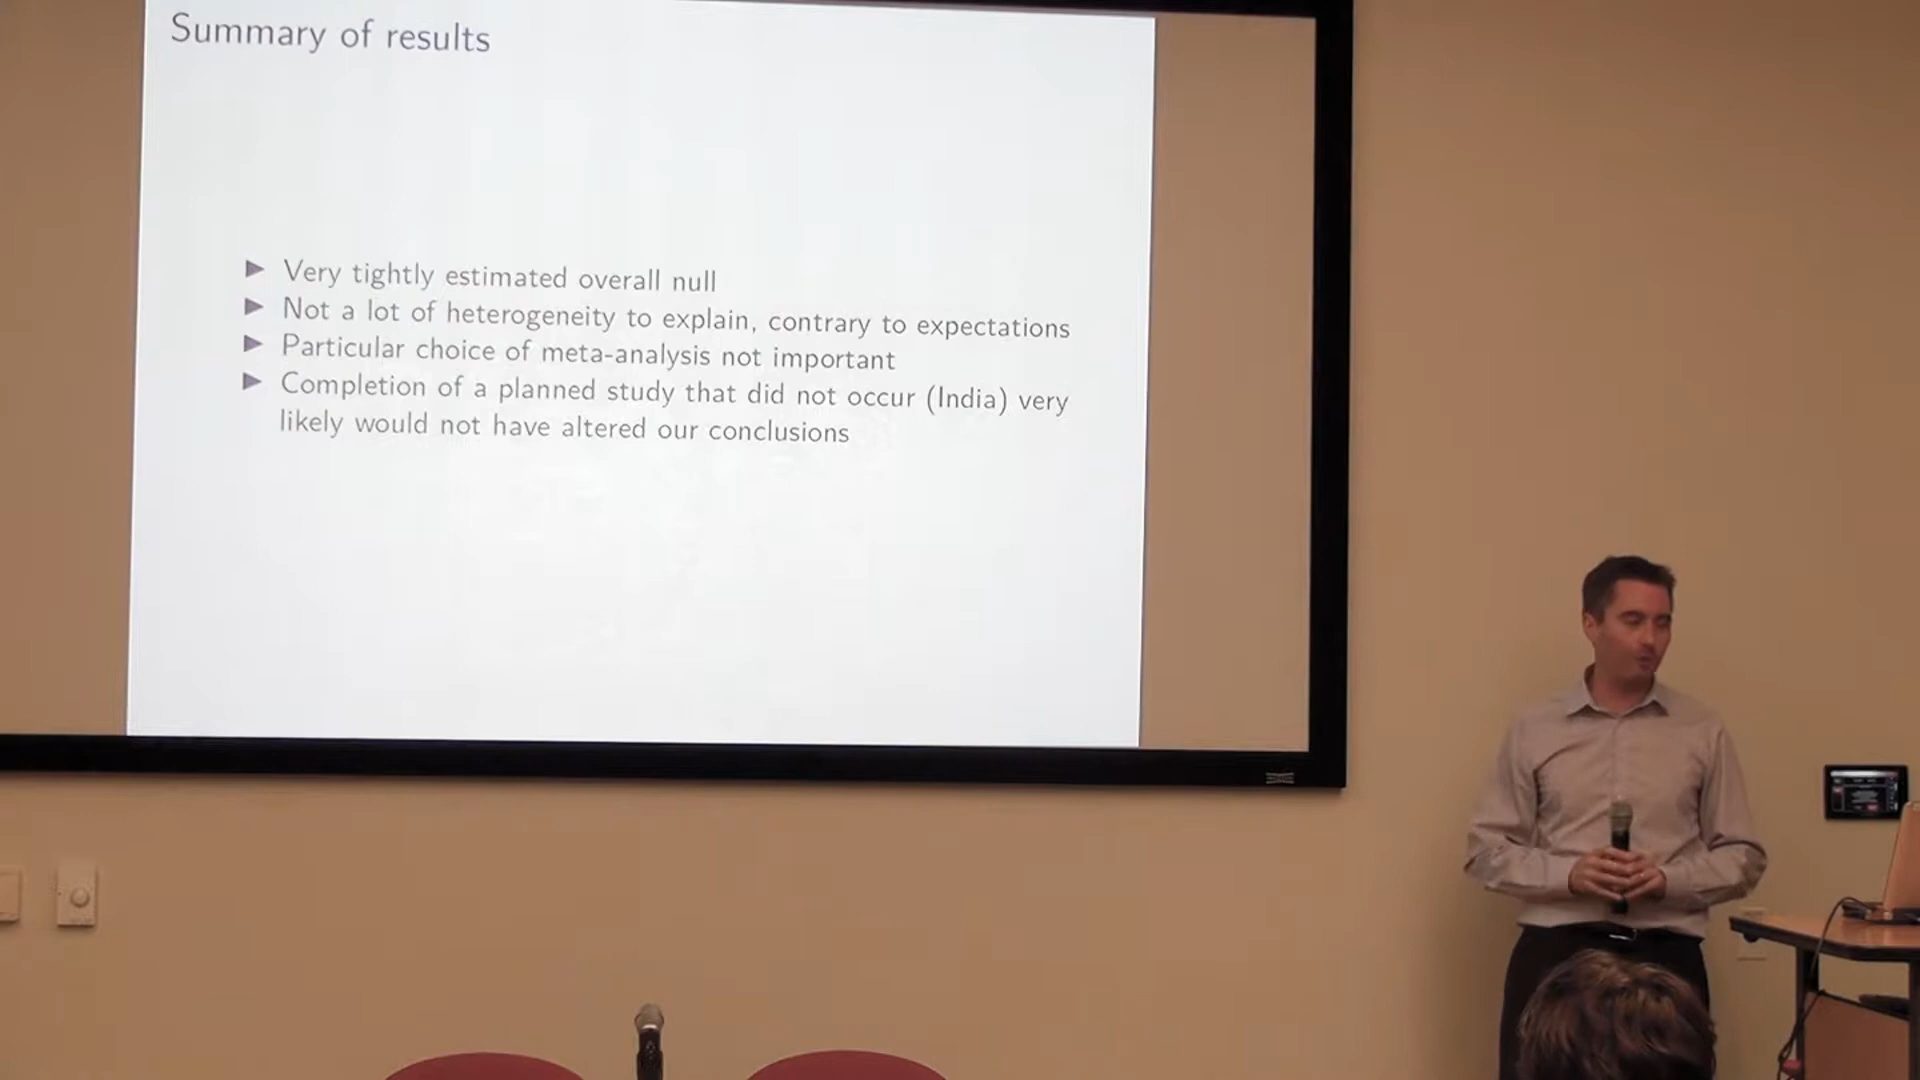 Summary of results
Very tightly estimated overall null
Not a lot of heterogeneity to explain, contrary to expectations
Particular choice of meta-analysis not important
Completion of a planned study that did not occur (India) very
likely would not have altered our conclusions